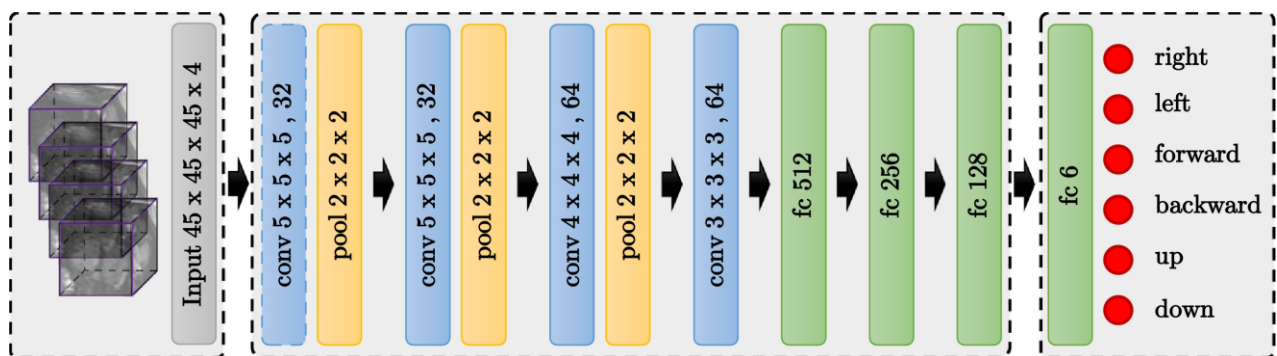 Input 45 x 45 x 45 x 4
conv 5 x 5 x 5 , 32
pool 2 x 2 x 2
conv 5 x 5 x 5 , 32
pool 2 x 2 x 2
conv 4 x 4 x 4 , 64
pool 2 x 2 x 2
conv 3 x 3 x 3 , 64
fc 512
fc 256
fc 128
fc 6
right
left
forward
backward
up
down